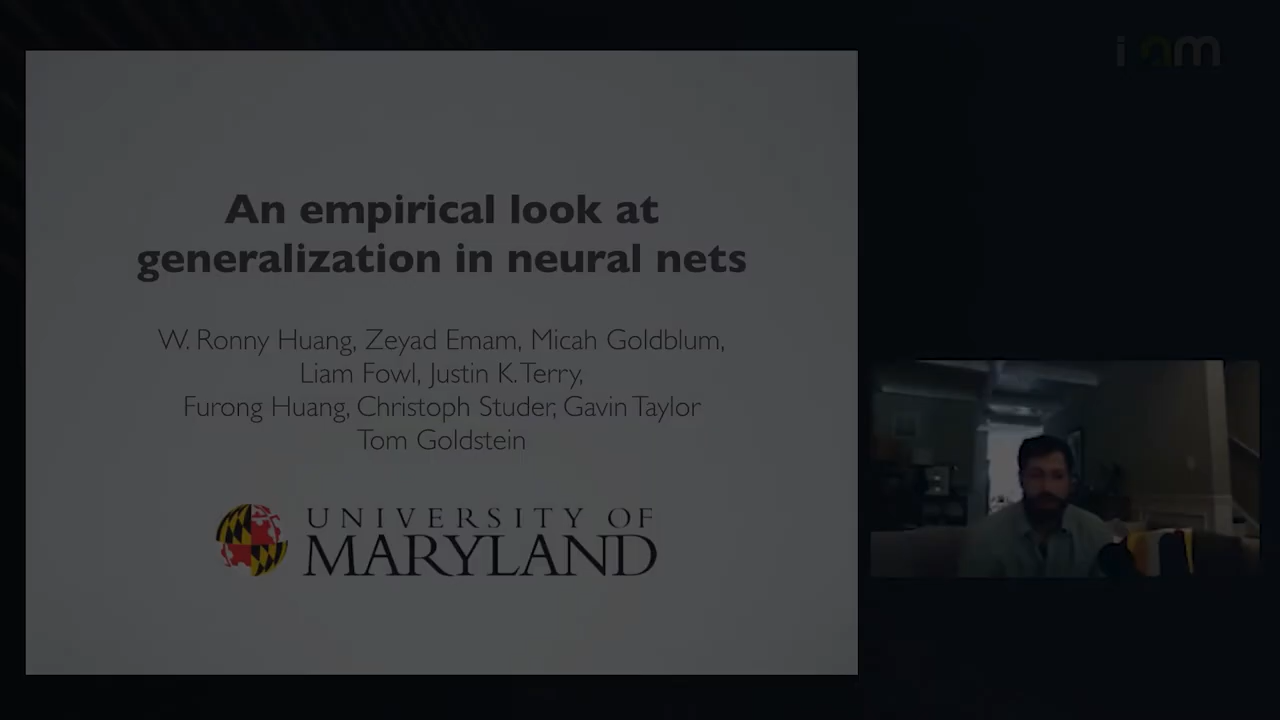 An empirical look at
generalization in neural nets
W. Ronny Huang, Zeyad Emam, Micah Goldblum,
Liam Fowl, Justin K. Terry,
Furong Huang, Christoph Studer, Gavin Taylor
Tom Goldstein
UNIVERSITY OF
MARYLAND